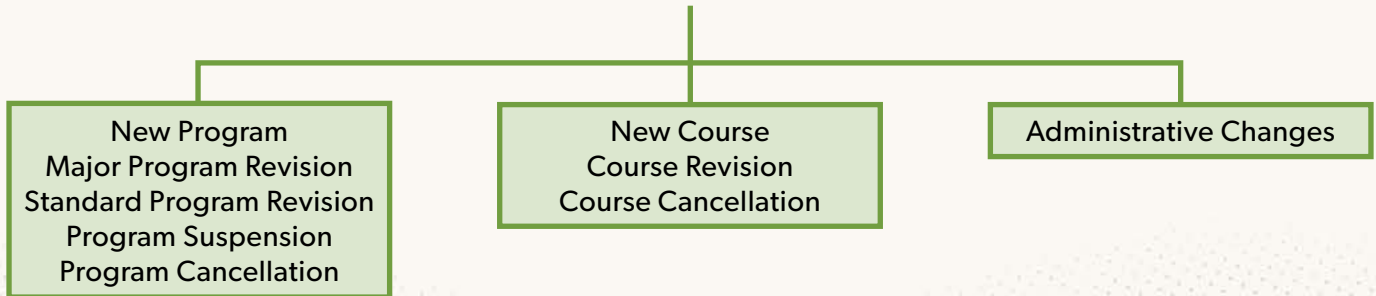 New Program
Major Program Revision
Standard Program Revision
Program Suspension
Program Cancellation
New Course
Course Revision
Course Cancellation
Administrative Changes